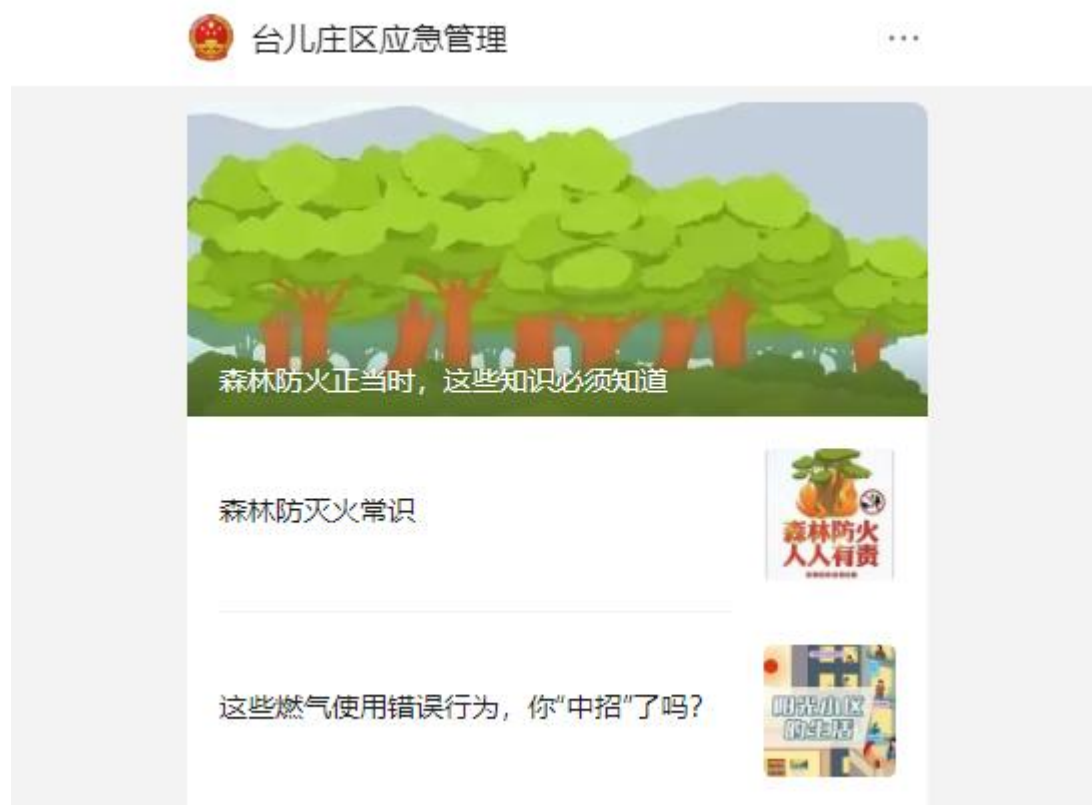 台儿庄区应急管理
森林防火正当时，这些知识必须知道
森林防灭火常识
森林防火
人人有责
这些燃气使用错误行为，你“中招”了吗？
阳光小区
的生活